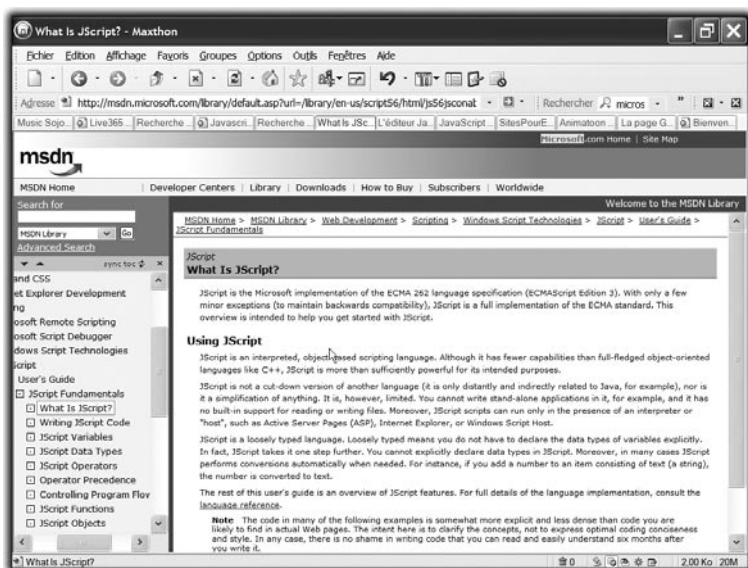 What Is JScript? - Maxthon
Fichier Edition Affichage Favoris Groupes Options Outils Fenêtres Aide
Adresse http://msdn.microsoft.com/library/default.asp?url=/library/en-us/script56/html/js56jsconat Rechercher micros
Music Sojo... Live365 Recherche Javascri... Recherche What Is JSc... L'éditeur Ja... JavaScript SitesPourE... Animatoon La page G... Bienven...
Microsoft.com Home | Site Map
msdn
MSDN Home | Developer Centers | Library | Downloads | How to Buy | Subscribers | Worldwide
Welcome to the MSDN Library
Search for
MSDN Library Go
Advanced Search
sync toc
and CSS
et Explorer Development
ng
osoft Remote Scripting
osoft Script Debugger
dows Script Technologies
cript
User's Guide
JScript Fundamentals
What Is JScript?
Writing JScript Code
JScript Variables
JScript Data Types
JScript Operators
Operator Precedence
Controlling Program Flov
JScript Functions
JScript Objects
MSDN Home > MSDN Library > Web Development > Scripting > Windows Script Technologies > JScript > User's Guide >
JScript Fundamentals
JScript
What Is JScript?
JScript is the Microsoft implementation of the ECMA 262 language specification (ECMAScript Edition 3). With only a few
minor exceptions (to maintain backwards compatibility), JScript is a full implementation of the ECMA standard. This
overview is intended to help you get started with JScript.
Using JScript
JScript is an interpreted, object-based scripting language. Although it has fewer capabilities than full-fledged object-oriented
languages like C++, JScript is more than sufficiently powerful for its intended purposes.
JScript is not a cut-down version of another language (it is only distantly and indirectly related to Java, for example), nor is
it a simplification of anything. It is, however, limited. You cannot write stand-alone applications in it, for example, and it has
no built-in support for reading or writing files. Moreover, JScript scripts can run only in the presence of an interpreter or
"host", such as Active Server Pages (ASP), Internet Explorer, or Windows Script Host.
JScript is a loosely typed language. Loosely typed means you do not have to declare the data types of variables explicitly.
In fact, JScript takes it one step further. You cannot explicitly declare data types in JScript. Moreover, in many cases JScript
performs conversions automatically when needed. For instance, if you add a number to an item consisting of text (a string),
the number is converted to text.
The rest of this user's guide is an overview of JScript features. For full details of the language implementation, consult the
language reference.
Note The code in many of the following examples is somewhat more explicit and less dense than code you are
likely to find in actual Web pages. The intent here is to clarify the concepts, not to express optimal coding conciseness
and style. In any case, there is no shame in writing code that you can read and easily understand six months after
you write it.
What Is JScript? 0 2,00 Ko 20M